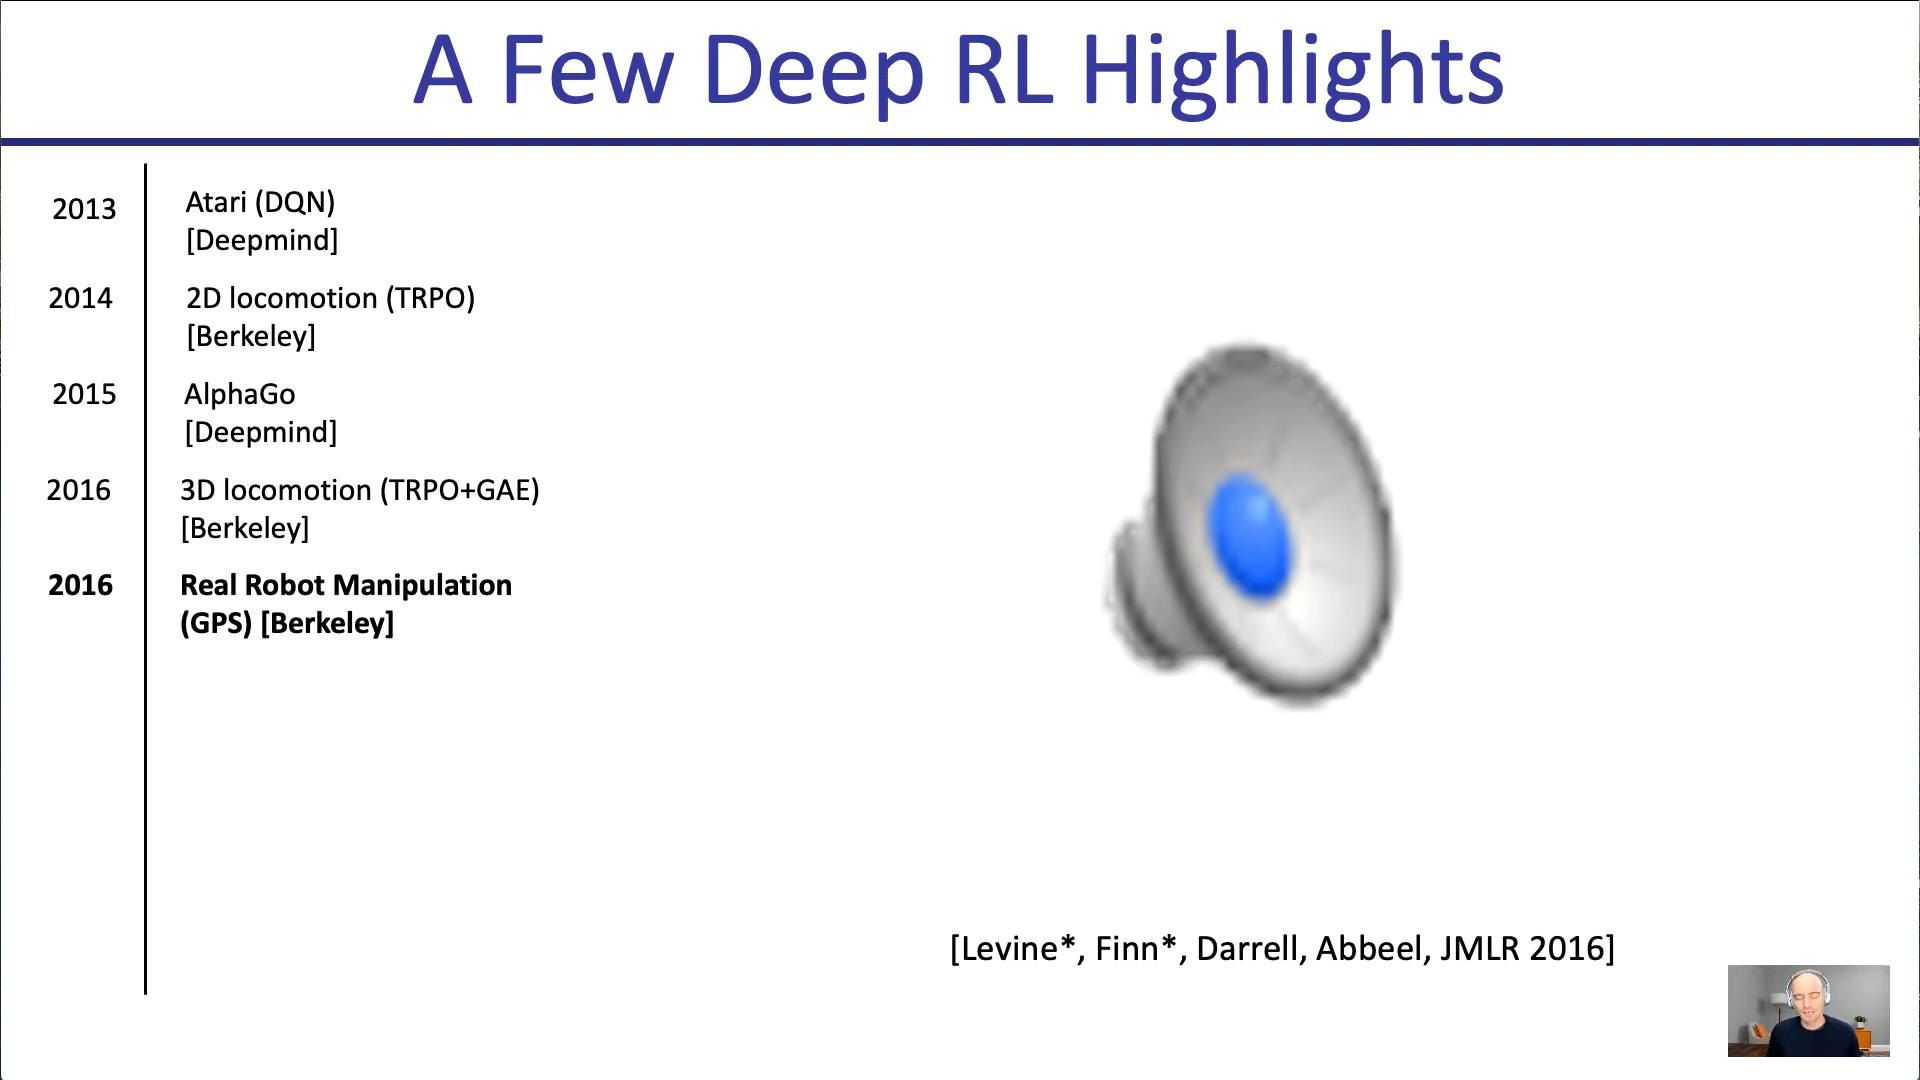 A Few Deep RL Highlights
2013
Atari (DQN)
[Deepmind]
2014
2D locomotion (TRPO)
[Berkeley]
2015
AlphaGo
[Deepmind]
2016
3D locomotion (TRPO+GAE)
[Berkeley]
2016
Real Robot Manipulation
(GPS) [Berkeley]
[Levine*, Finn*, Darrell, Abbeel, JMLR 2016]